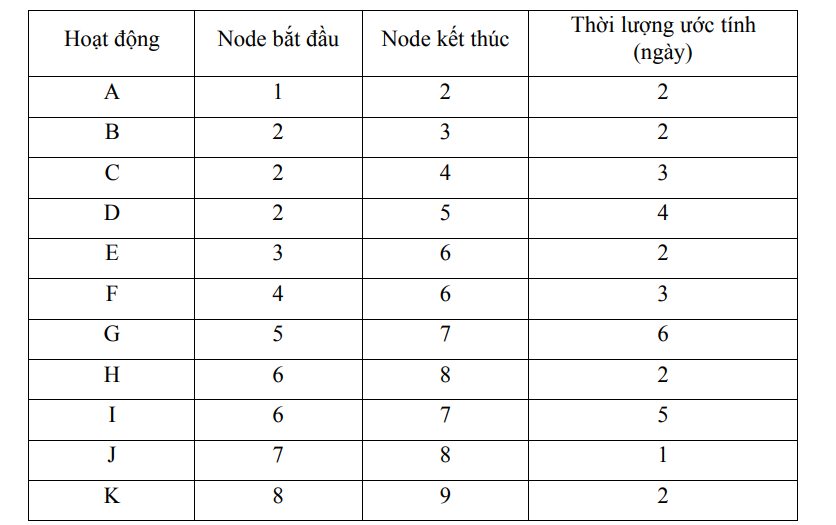 Hoạt động Node bắt đầu Node kết thúc Thời lượng ước tính
(ngày)
A 1 2 2
B 2 3 2
C 2 4 3
D 2 5 4
E 3 6 2
F 4 6 3
G 5 7 6
H 6 8 2
I 6 7 5
J 7 8 1
K 8 9 2